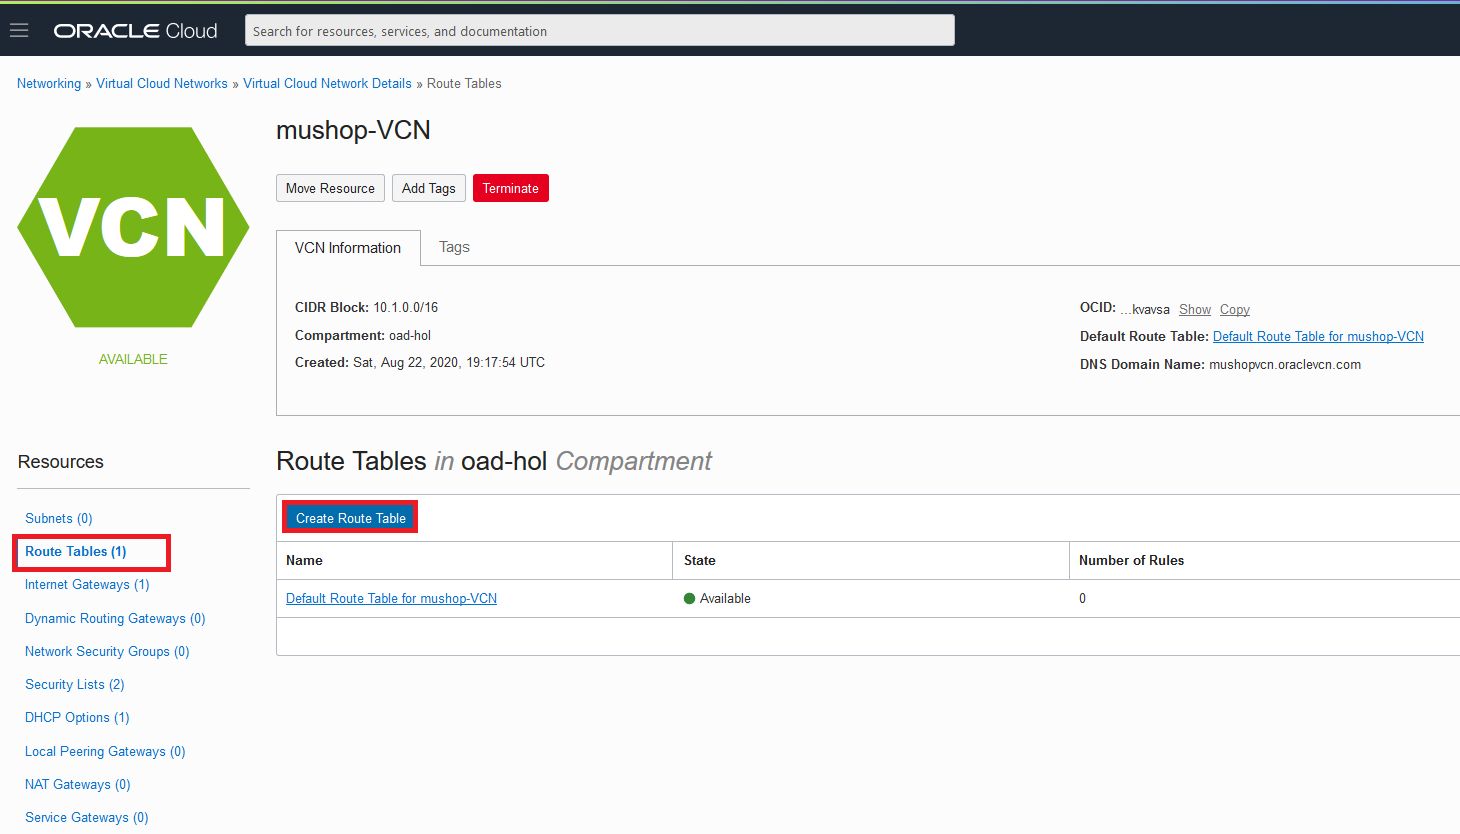 ORACLE Cloud
Search for resources, services, and documentation
Networking » Virtual Cloud Networks » Virtual Cloud Network Details » Route Tables
VCN
AVAILABLE
mushop-VCN
Move Resource Add Tags Terminate
VCN Information Tags
CIDR Block: 10.1.0.0/16
Compartment: oad-hol
Created: Sat, Aug 22, 2020, 19:17:54 UTC
OCID: ...kvavsa Show Copy
Default Route Table: Default Route Table for mushop-VCN
DNS Domain Name: mushopvcn.oraclevcn.com
Resources
Subnets (0)
Route Tables (1)
Internet Gateways (1)
Dynamic Routing Gateways (0)
Network Security Groups (0)
Security Lists (2)
DHCP Options (1)
Local Peering Gateways (0)
NAT Gateways (0)
Service Gateways (0)
Route Tables in oad-hol Compartment
Create Route Table
Name State Number of Rules
Default Route Table for mushop-VCN Available 0